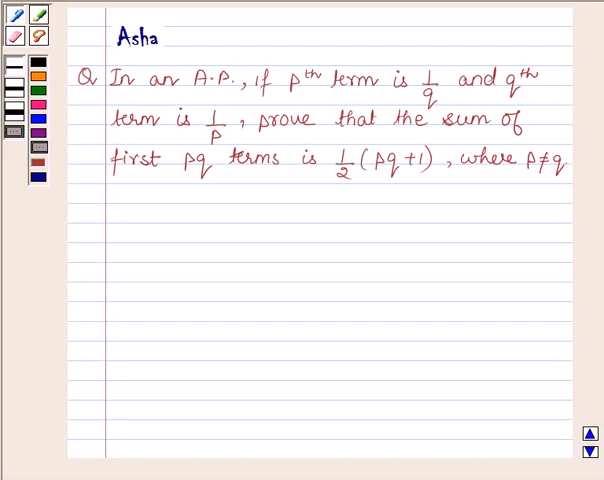 Asha
Q In an A.P., if pth term is 1/q and qth
term is 1/p, prove that the sum of
first pq terms is 1/2 (pq+1), where p≠q